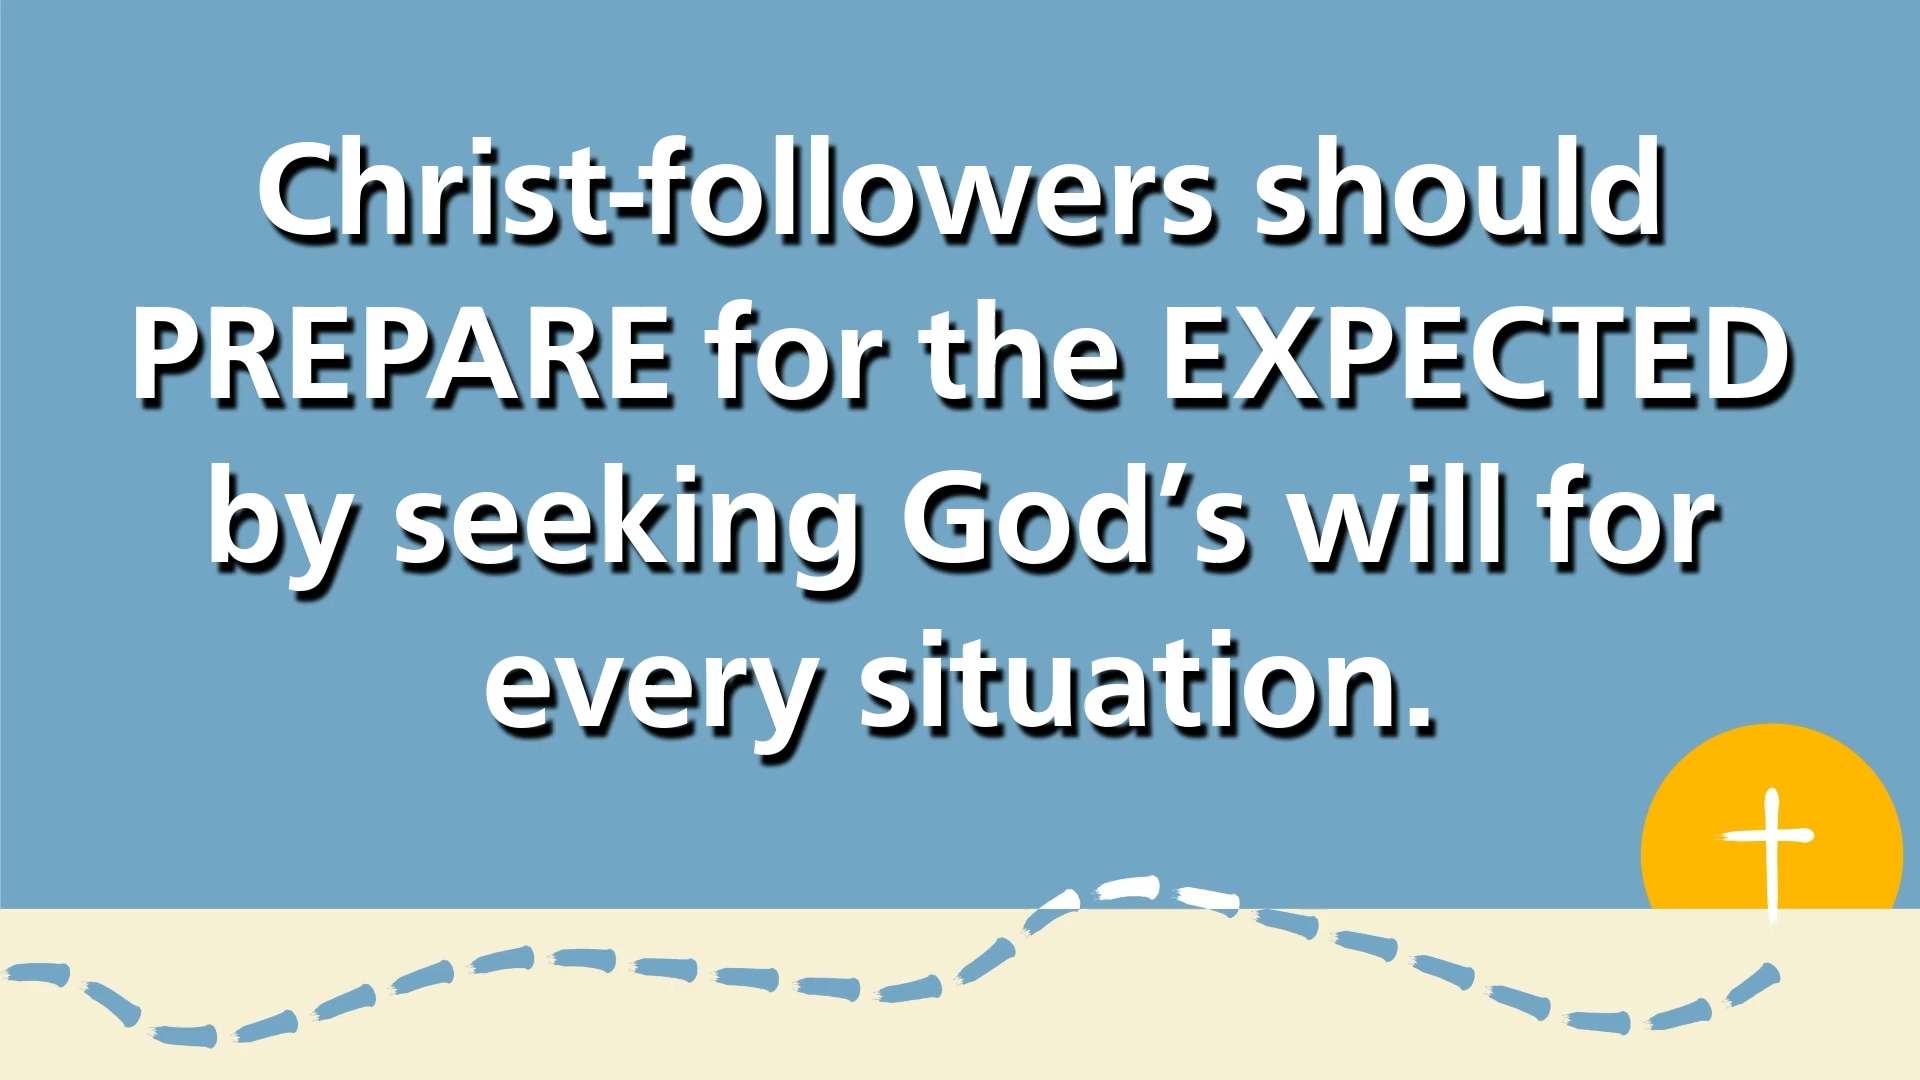 Christ-followers should
PREPARE for the EXPECTED
by seeking God’s will for
every situation.